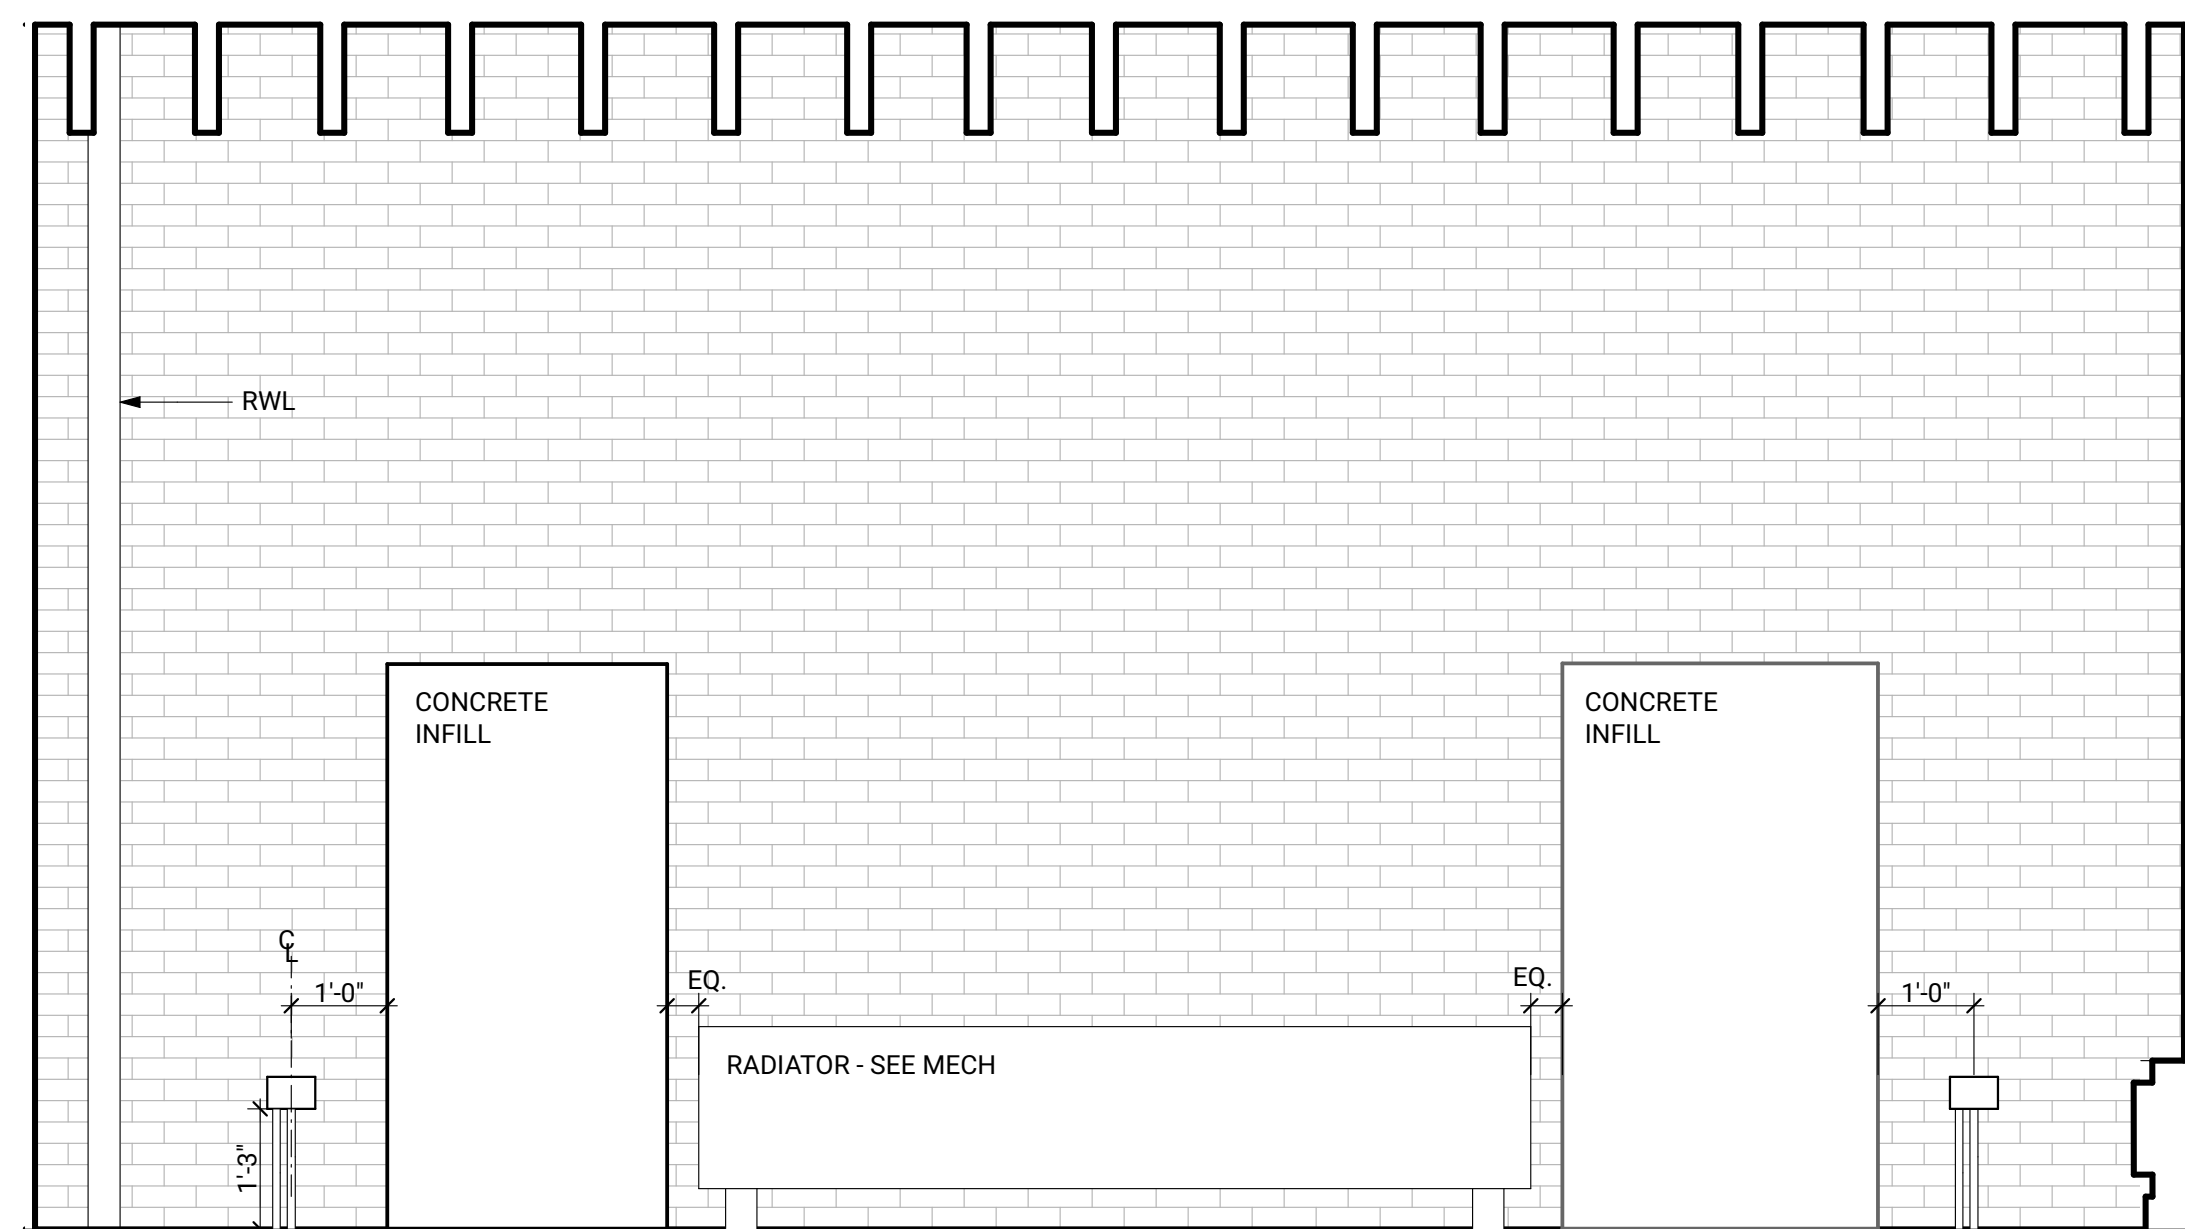 RWL
CONCRETE
INFILL
CONCRETE
INFILL
CL
1'-0"
EQ.
EQ.
1'-0"
RADIATOR - SEE MECH
1'-3"